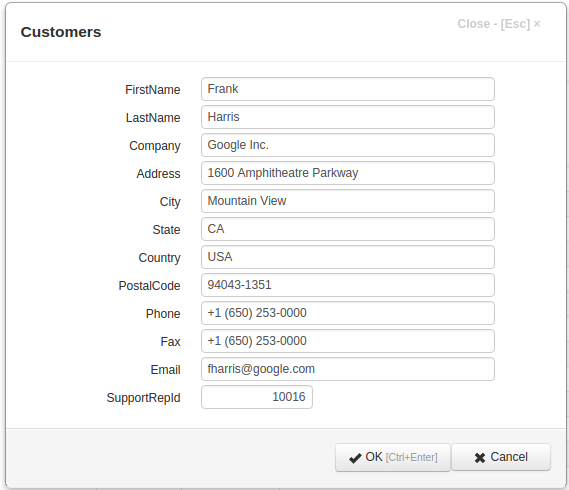 Customers Close - [Esc] ×
FirstName Frank
LastName Harris
Company Google Inc.
Address 1600 Amphitheatre Parkway
City Mountain View
State CA
Country USA
PostalCode 94043-1351
Phone +1 (650) 253-0000
Fax +1 (650) 253-0000
Email fharris@google.com
SupportRepId 10016
OK [Ctrl+Enter] Cancel